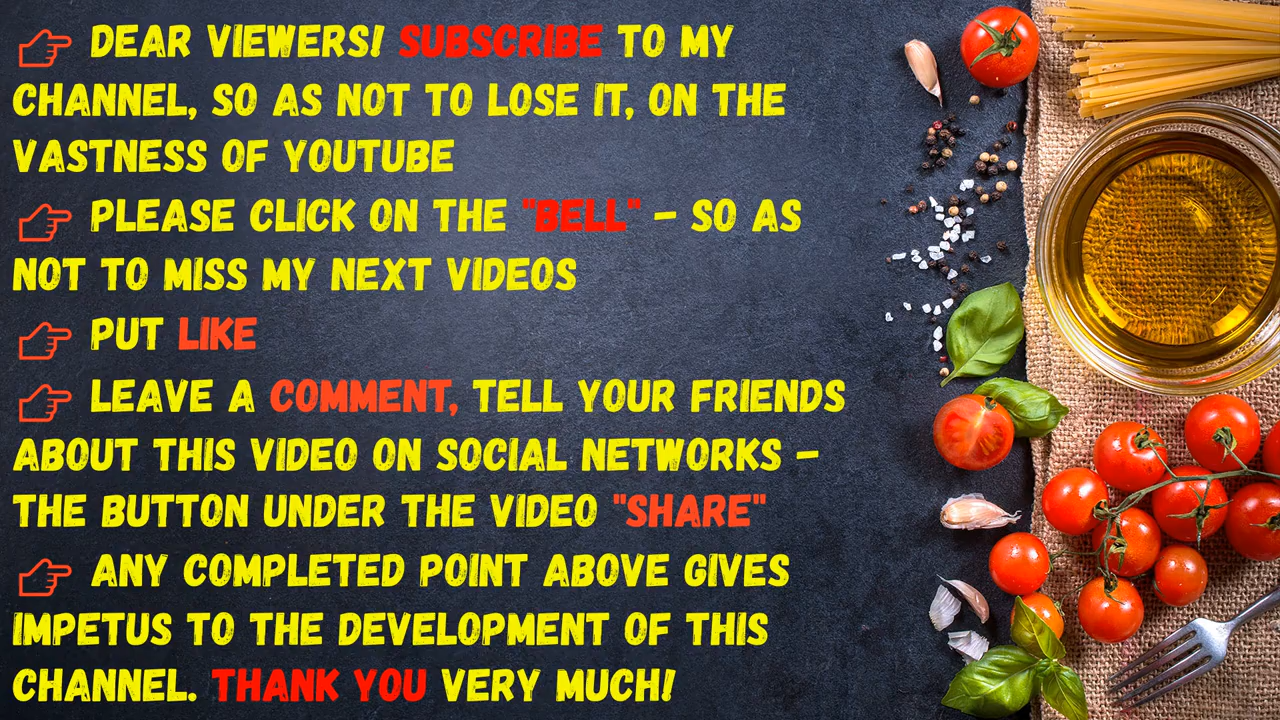 👉 DEAR VIEWERS! SUBSCRIBE TO MY
CHANNEL, SO AS NOT TO LOSE IT, ON THE
VASTNESS OF YOUTUBE
👉 PLEASE CLICK ON THE "BELL" – SO AS
NOT TO MISS MY NEXT VIDEOS
👉 PUT LIKE
👉 LEAVE A COMMENT, TELL YOUR FRIENDS
ABOUT THIS VIDEO ON SOCIAL NETWORKS –
THE BUTTON UNDER THE VIDEO "SHARE"
👉 ANY COMPLETED POINT ABOVE GIVES
IMPETUS TO THE DEVELOPMENT OF THIS
CHANNEL. THANK YOU VERY MUCH!